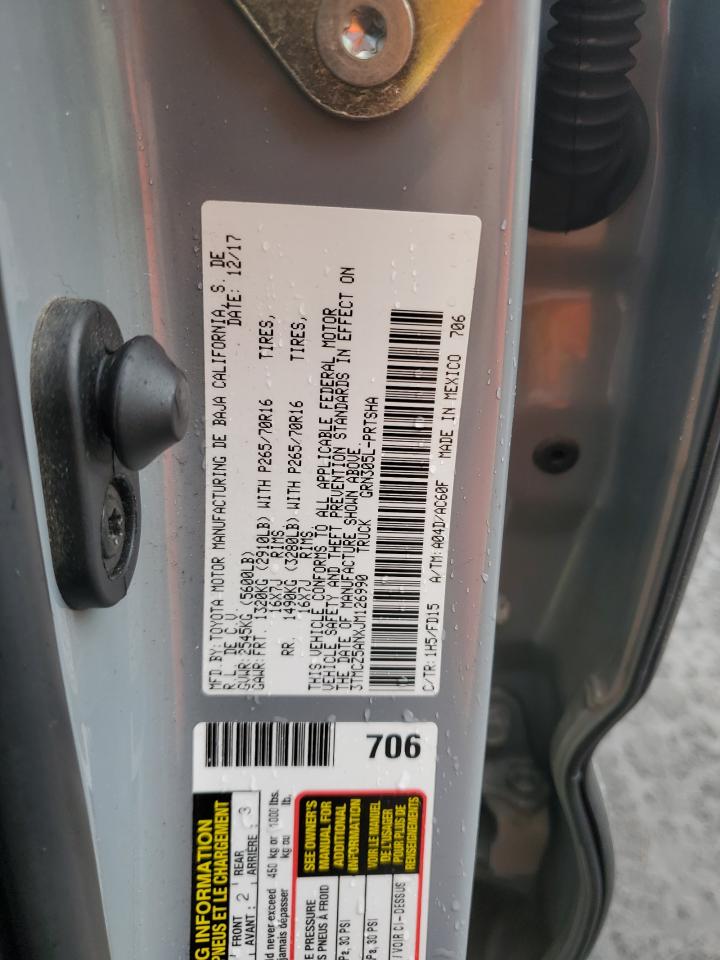 MFD.BY:TOYOTA MOTOR MANUFACTURING DE BAJA CALIFORNIA, S. DE
R.L. DE C.V. DATE: 12/17
GVWR:2545KG (5600LB)
GAWR:FRT. 1320KG (2910LB) WITH P265/70R16 TIRES,
16X7J RIMS,
RR. 1490KG (3280LB) WITH P265/70R16 TIRES,
16X7J RIMS,
THIS VEHICLE CONFORMS TO ALL APPLICABLE FEDERAL MOTOR
VEHICLE SAFETY AND THEFT PREVENTION STANDARDS IN EFFECT ON
THE DATE OF MANUFACTURE SHOWN ABOVE.
3TMCZ5ANXJM126990 TRUCK GRN305L-PRTSHA
C/TR:1H5/FD15 A/TM:A04D/AC60F MADE IN MEXICO 706
706
G INFORMATION
PNEUS ET LE CHARGEMENT
FRONT 2 REAR 3
AVANT : ARRIÈRE :
d never exceed 450 kg or 1000 lbs.
jamais dépasser kg ou lb.
SEE OWNER'S
MANUAL FOR
ADDITIONAL
INFORMATION
VOIR LE MANUEL
DE L'USAGER
POUR PLUS DE
RENSEIGNEMENTS
E PRESSURE
S PNEUS À FROID
Pa, 30 PSI
Pa, 30 PSI
/ VOIR CI-DESSUS